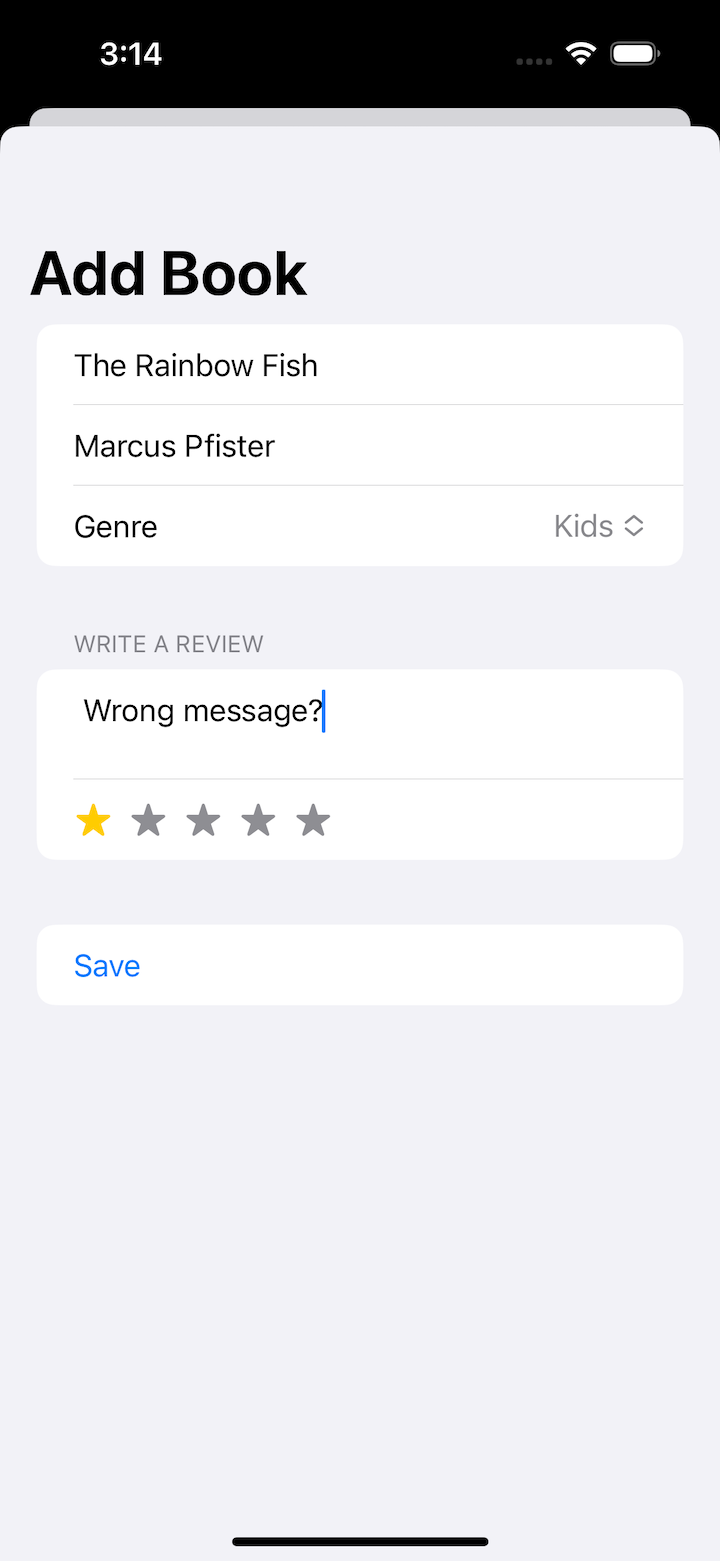 3:14
Add Book
The Rainbow Fish
Marcus Pfister
Genre Kids
WRITE A REVIEW
Wrong message?
Save